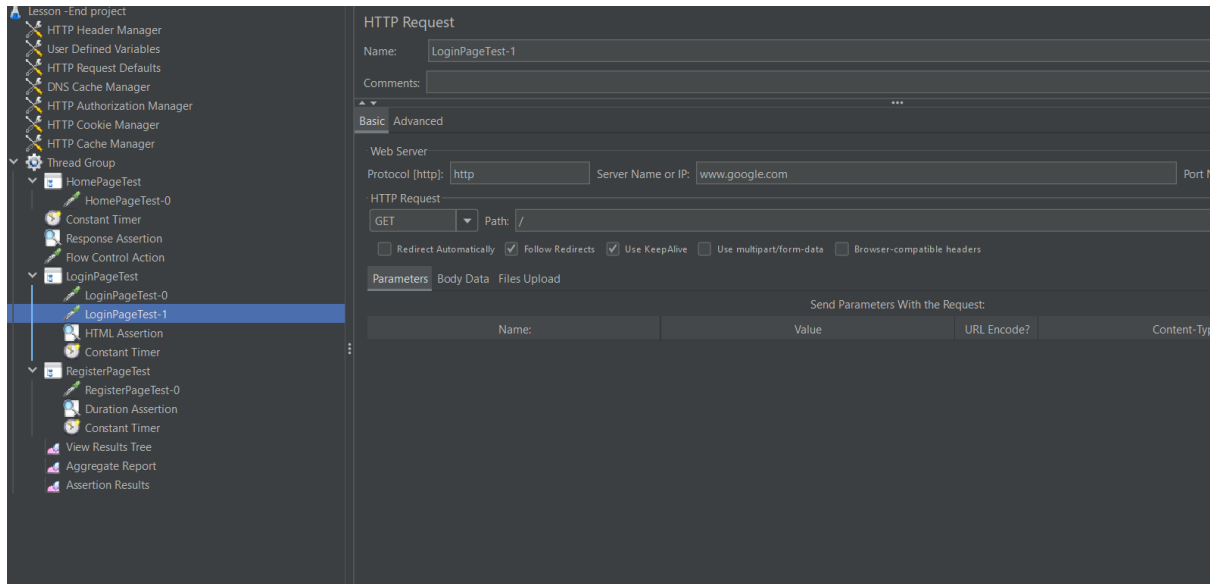 Lesson -End project
HTTP Header Manager
User Defined Variables
HTTP Request Defaults
DNS Cache Manager
HTTP Authorization Manager
HTTP Cookie Manager
HTTP Cache Manager
Thread Group
HomePageTest
HomePageTest-0
Constant Timer
Response Assertion
Flow Control Action
LoginPageTest
LoginPageTest-0
LoginPageTest-1
HTML Assertion
Constant Timer
RegisterPageTest
RegisterPageTest-0
Duration Assertion
Constant Timer
View Results Tree
Aggregate Report
Assertion Results
HTTP Request
Name: LoginPageTest-1
Comments:
Basic Advanced
Web Server
Protocol [http]: http Server Name or IP: www.google.com Port N
HTTP Request
GET Path: /
Redirect Automatically Follow Redirects Use KeepAlive Use multipart/form-data Browser-compatible headers
Parameters Body Data Files Upload
Send Parameters With the Request:
Name: Value URL Encode? Content-Typ